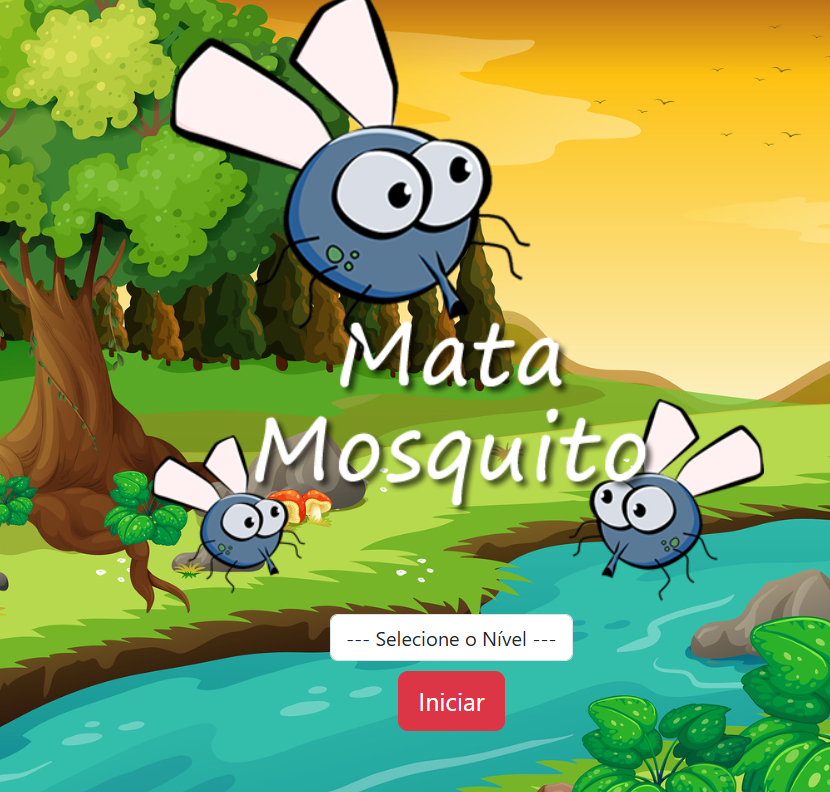 Mata
Mosquito
--- Selecione o Nível ---
Iniciar